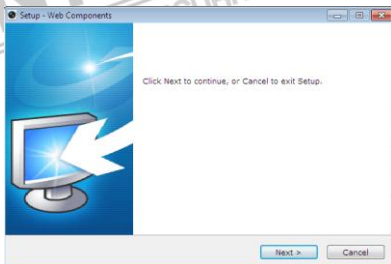 Setup - Web Components
Click Next to continue, or Cancel to exit Setup.
Next >
Cancel